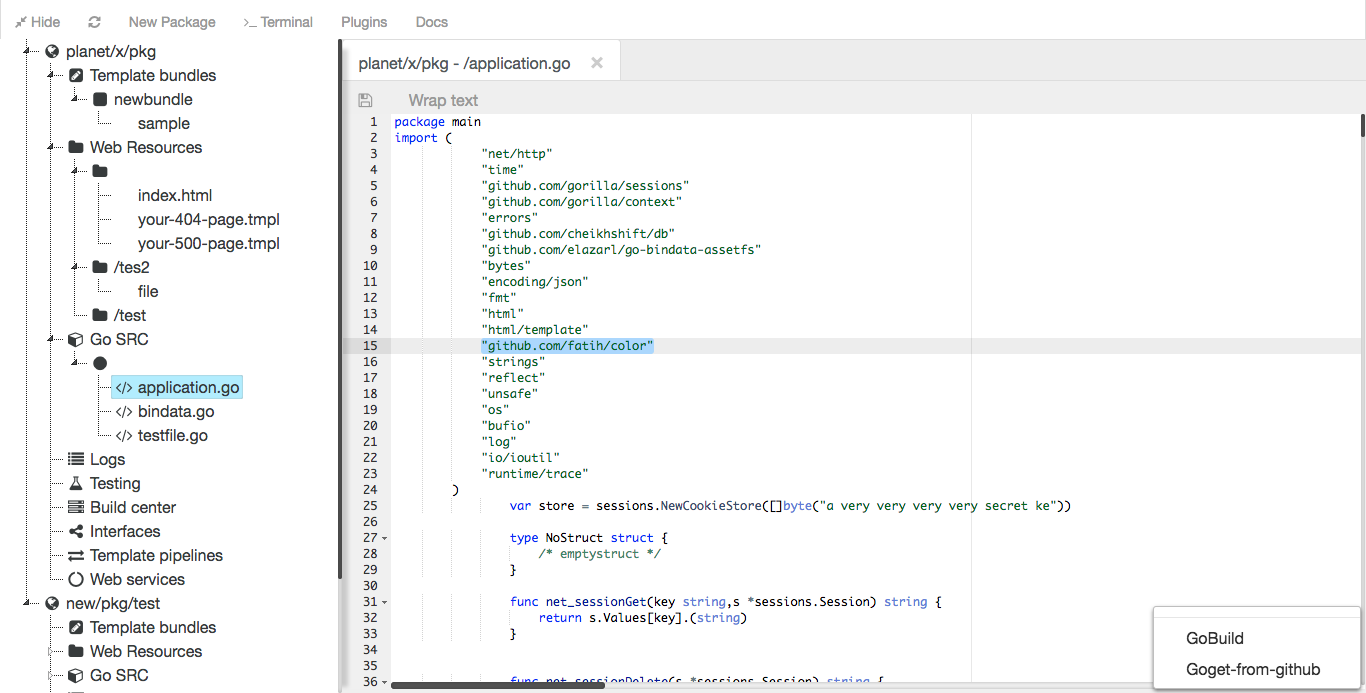 Hide New Package >_ Terminal Plugins Docs
planet/x/pkg
Template bundles
newbundle
sample
Web Resources
index.html
your-404-page.tmpl
your-500-page.tmpl
/tes2
file
/test
Go SRC
</> application.go
</> bindata.go
</> testfile.go
Logs
Testing
Build center
Interfaces
Template pipelines
Web services
new/pkg/test
Template bundles
Web Resources
Go SRC
planet/x/pkg - /application.go ×
Wrap text
1 package main
2 import (
3 "net/http"
4 "time"
5 "github.com/gorilla/sessions"
6 "github.com/gorilla/context"
7 "errors"
8 "github.com/cheikhshift/db"
9 "github.com/elazarl/go-bindata-assetfs"
10 "bytes"
11 "encoding/json"
12 "fmt"
13 "html"
14 "html/template"
15 "github.com/fatih/color"
16 "strings"
17 "reflect"
18 "unsafe"
19 "os"
20 "bufio"
21 "log"
22 "io/ioutil"
23 "runtime/trace"
24 )
25 var store = sessions.NewCookieStore([]byte("a very very very very secret ke"))
26
27 type NoStruct struct {
28 /* emptystruct */
29 }
30
31 func net_sessionGet(key string,s *sessions.Session) string {
32 return s.Values[key].(string)
33 }
34
35
36 func net_sessionDelete(s *sessions.Session) string {
GoBuild
Goget-from-github